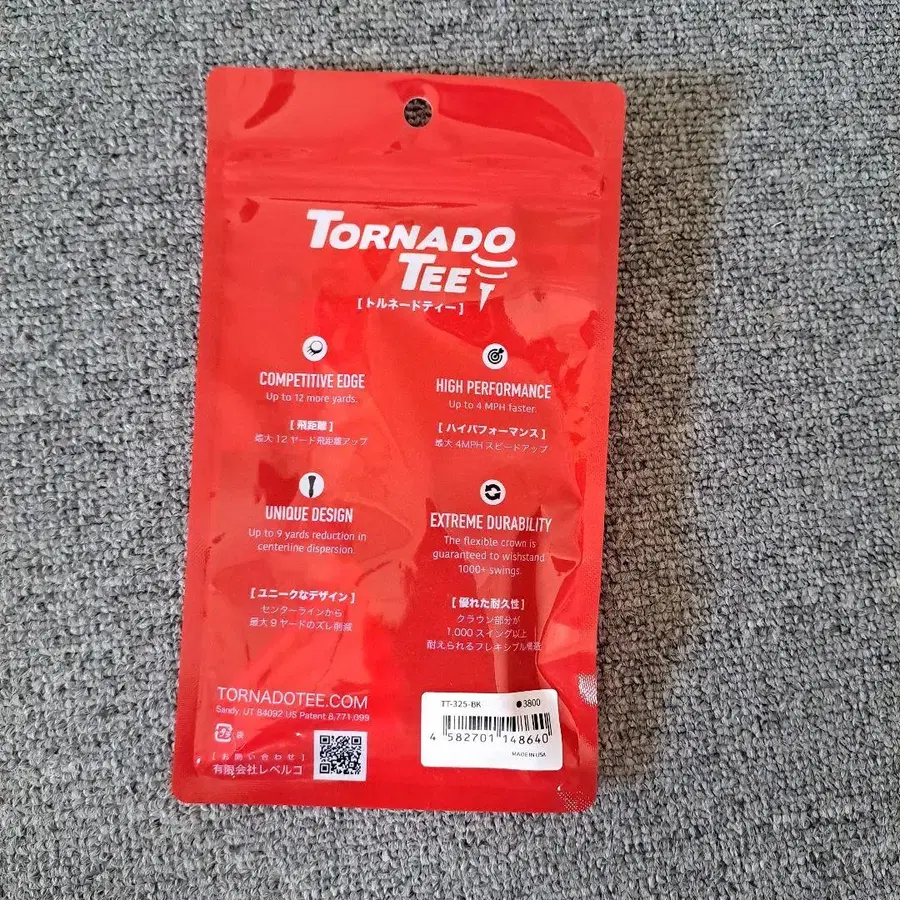 TORNADO
TEE
[ トルネードティー ]
COMPETITIVE EDGE
Up to 12 more yards.
[ 飛距離 ]
最大 12 ヤード飛距離アップ
HIGH PERFORMANCE
Up to 4 MPH faster.
[ ハイパフォーマンス ]
最大 4MPH スピードアップ
UNIQUE DESIGN
Up to 9 yards reduction in
centerline dispersion.
[ ユニークなデザイン ]
センターラインから
最大 9 ヤードのズレ削減
EXTREME DURABILITY
The flexible crown is
guaranteed to wishstand
1000+ swings.
[ 優れた耐久性 ]
クラウン部分が
1,000 スイング以上
耐えられるフレキシブル構造
TORNADOTEE.COM
Sandy, UT 84092 US Patent 8,771,099
プラ 袋
[ お問い合わせ ]
有限会社レベルコ
TT-325-BK ●3800
4 582701 148640
MADE IN USA